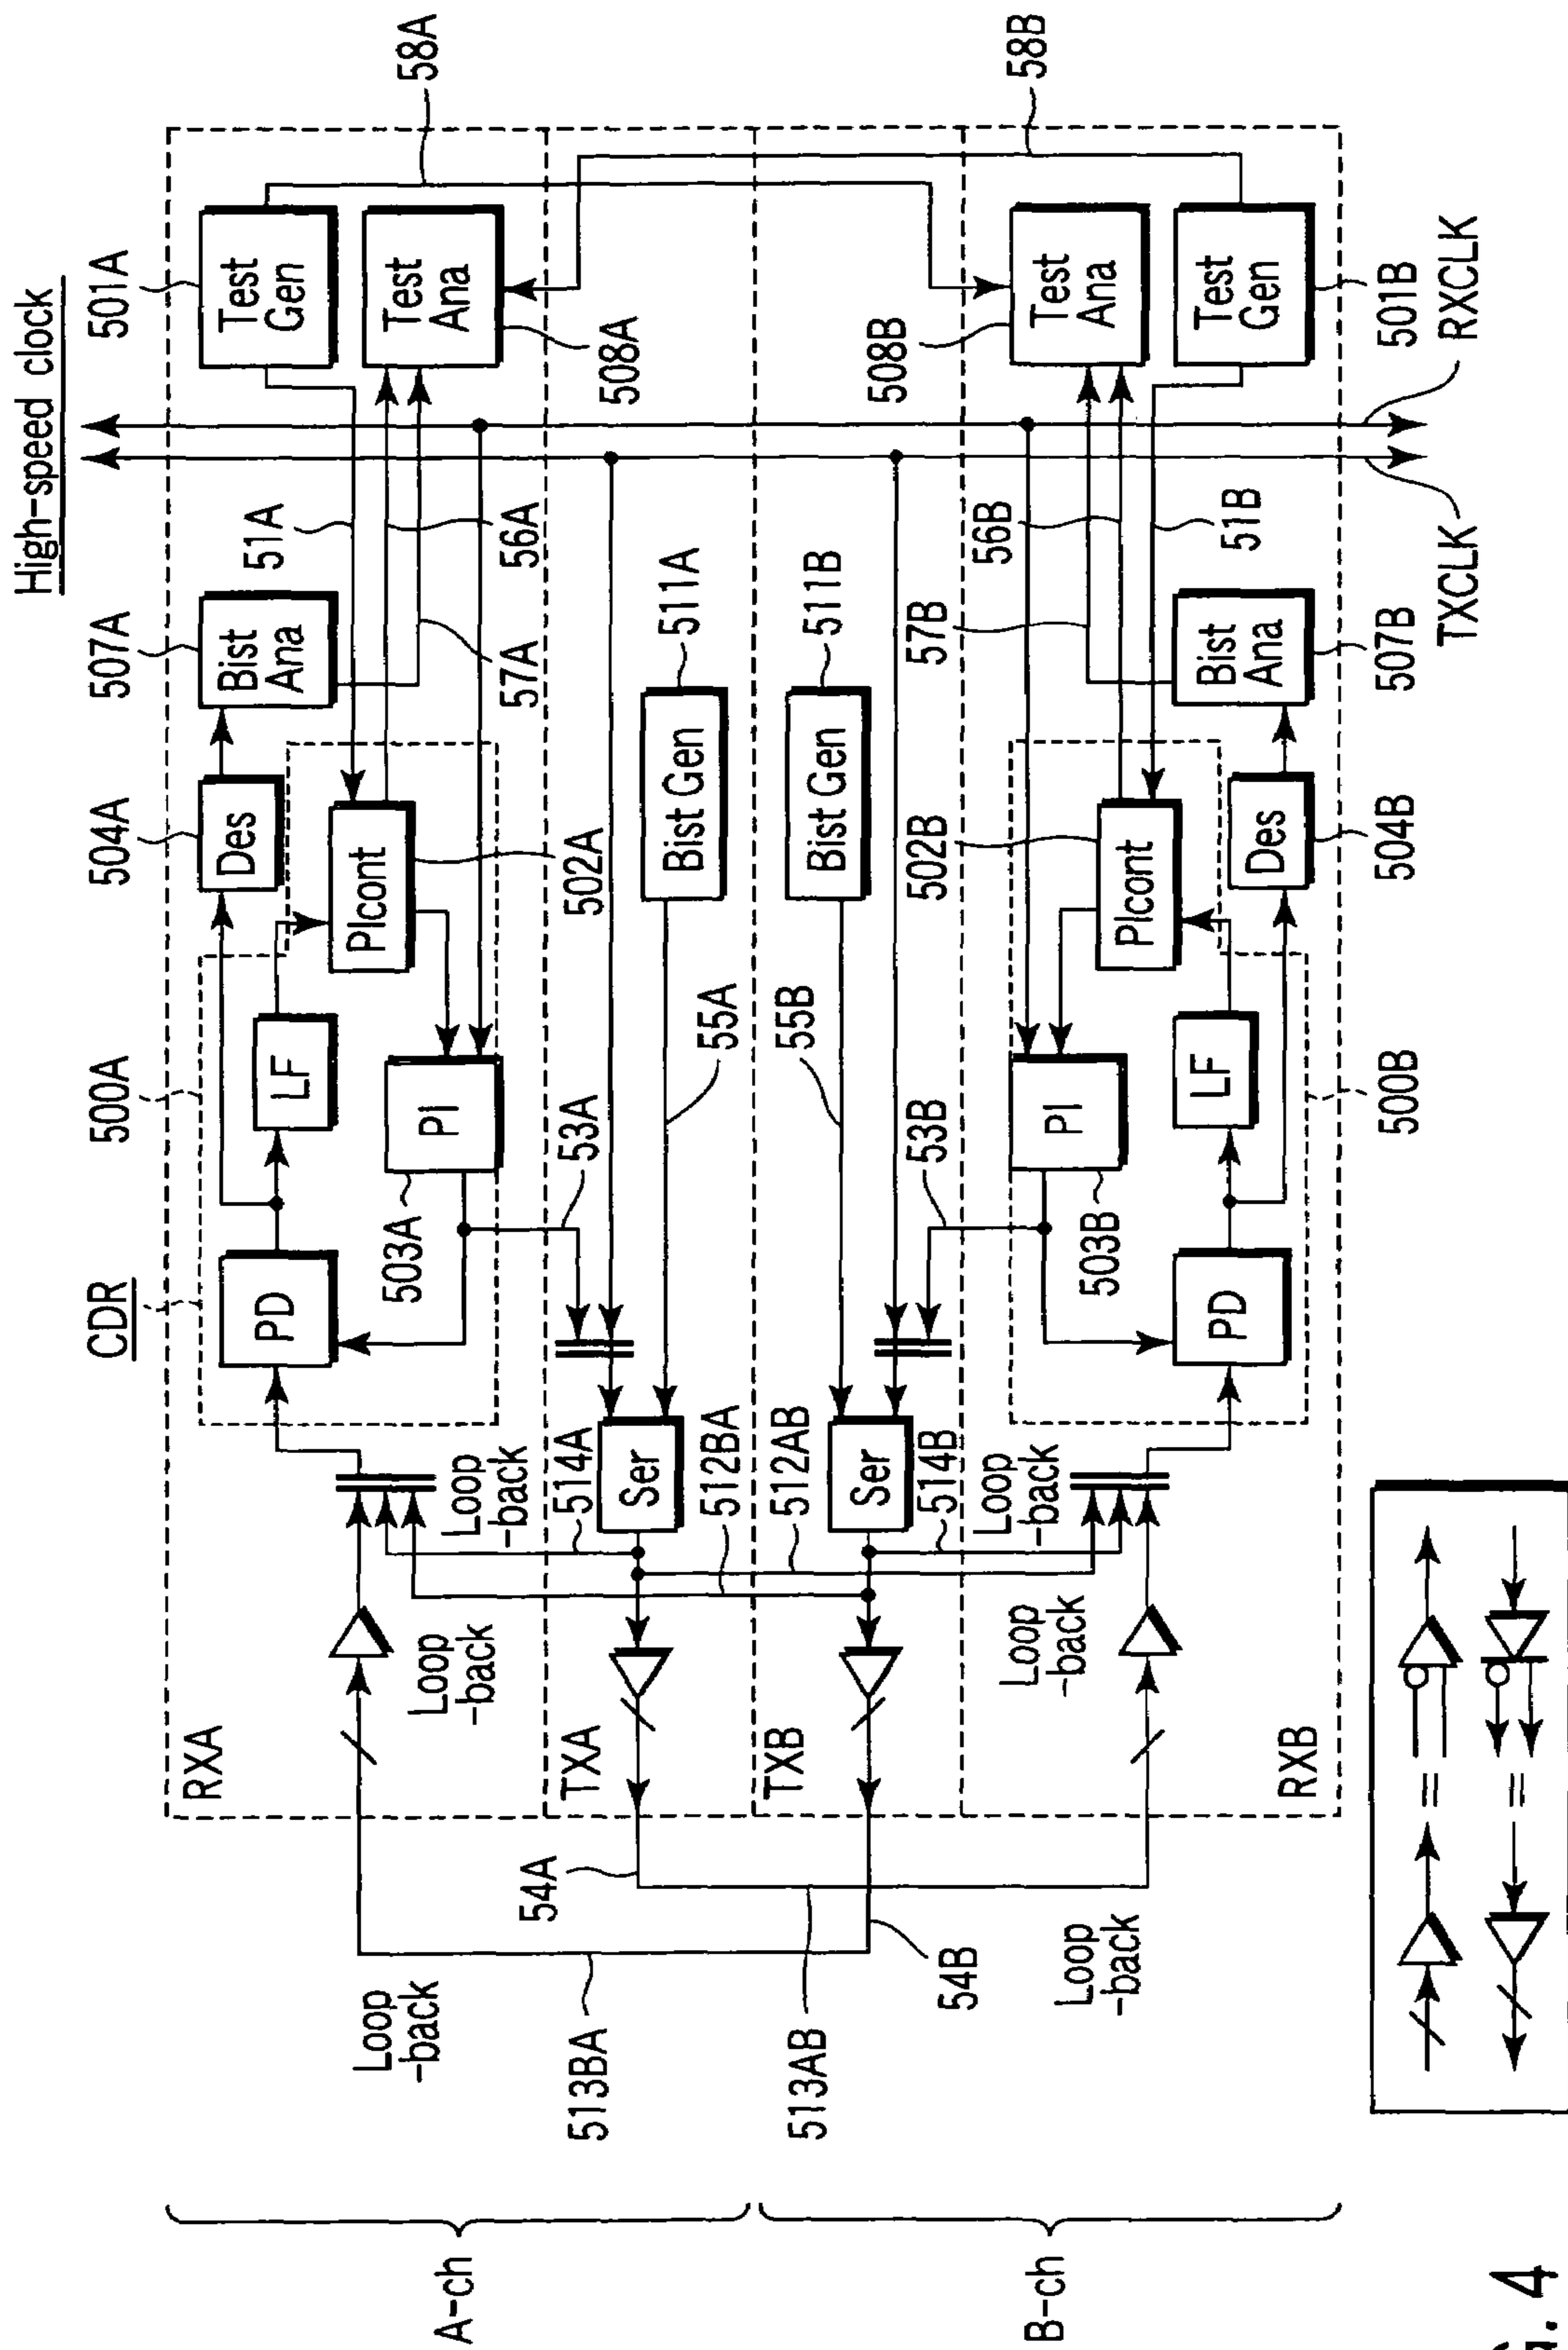 High-speed clock
CDR
500A
504A
507A
501A
58A
RXA
PD
LF
Des
Bist
Ana
Test
Gen
PIcont
51A
Test
Ana
PI
503A
502A
56A
57A
508A
Loop
-back
Loop
-back
Loop
-back
514A
53A
TXA
54A
Ser
512BA
55A
Bist Gen
511A
513BA
TXB
Ser
512AB
55B
Bist Gen
511B
57B
508B
513AB
54B
514B
53B
502B
56B
58B
Loop
-back
Loop
-back
Loop
-back
PI
503B
PIcont
51B
Test
Ana
RXB
PD
LF
Des
Bist
Ana
Test
Gen
500B
504B
507B
501B
TXCLK
RXCLK
A-ch
B-ch
=
=
4